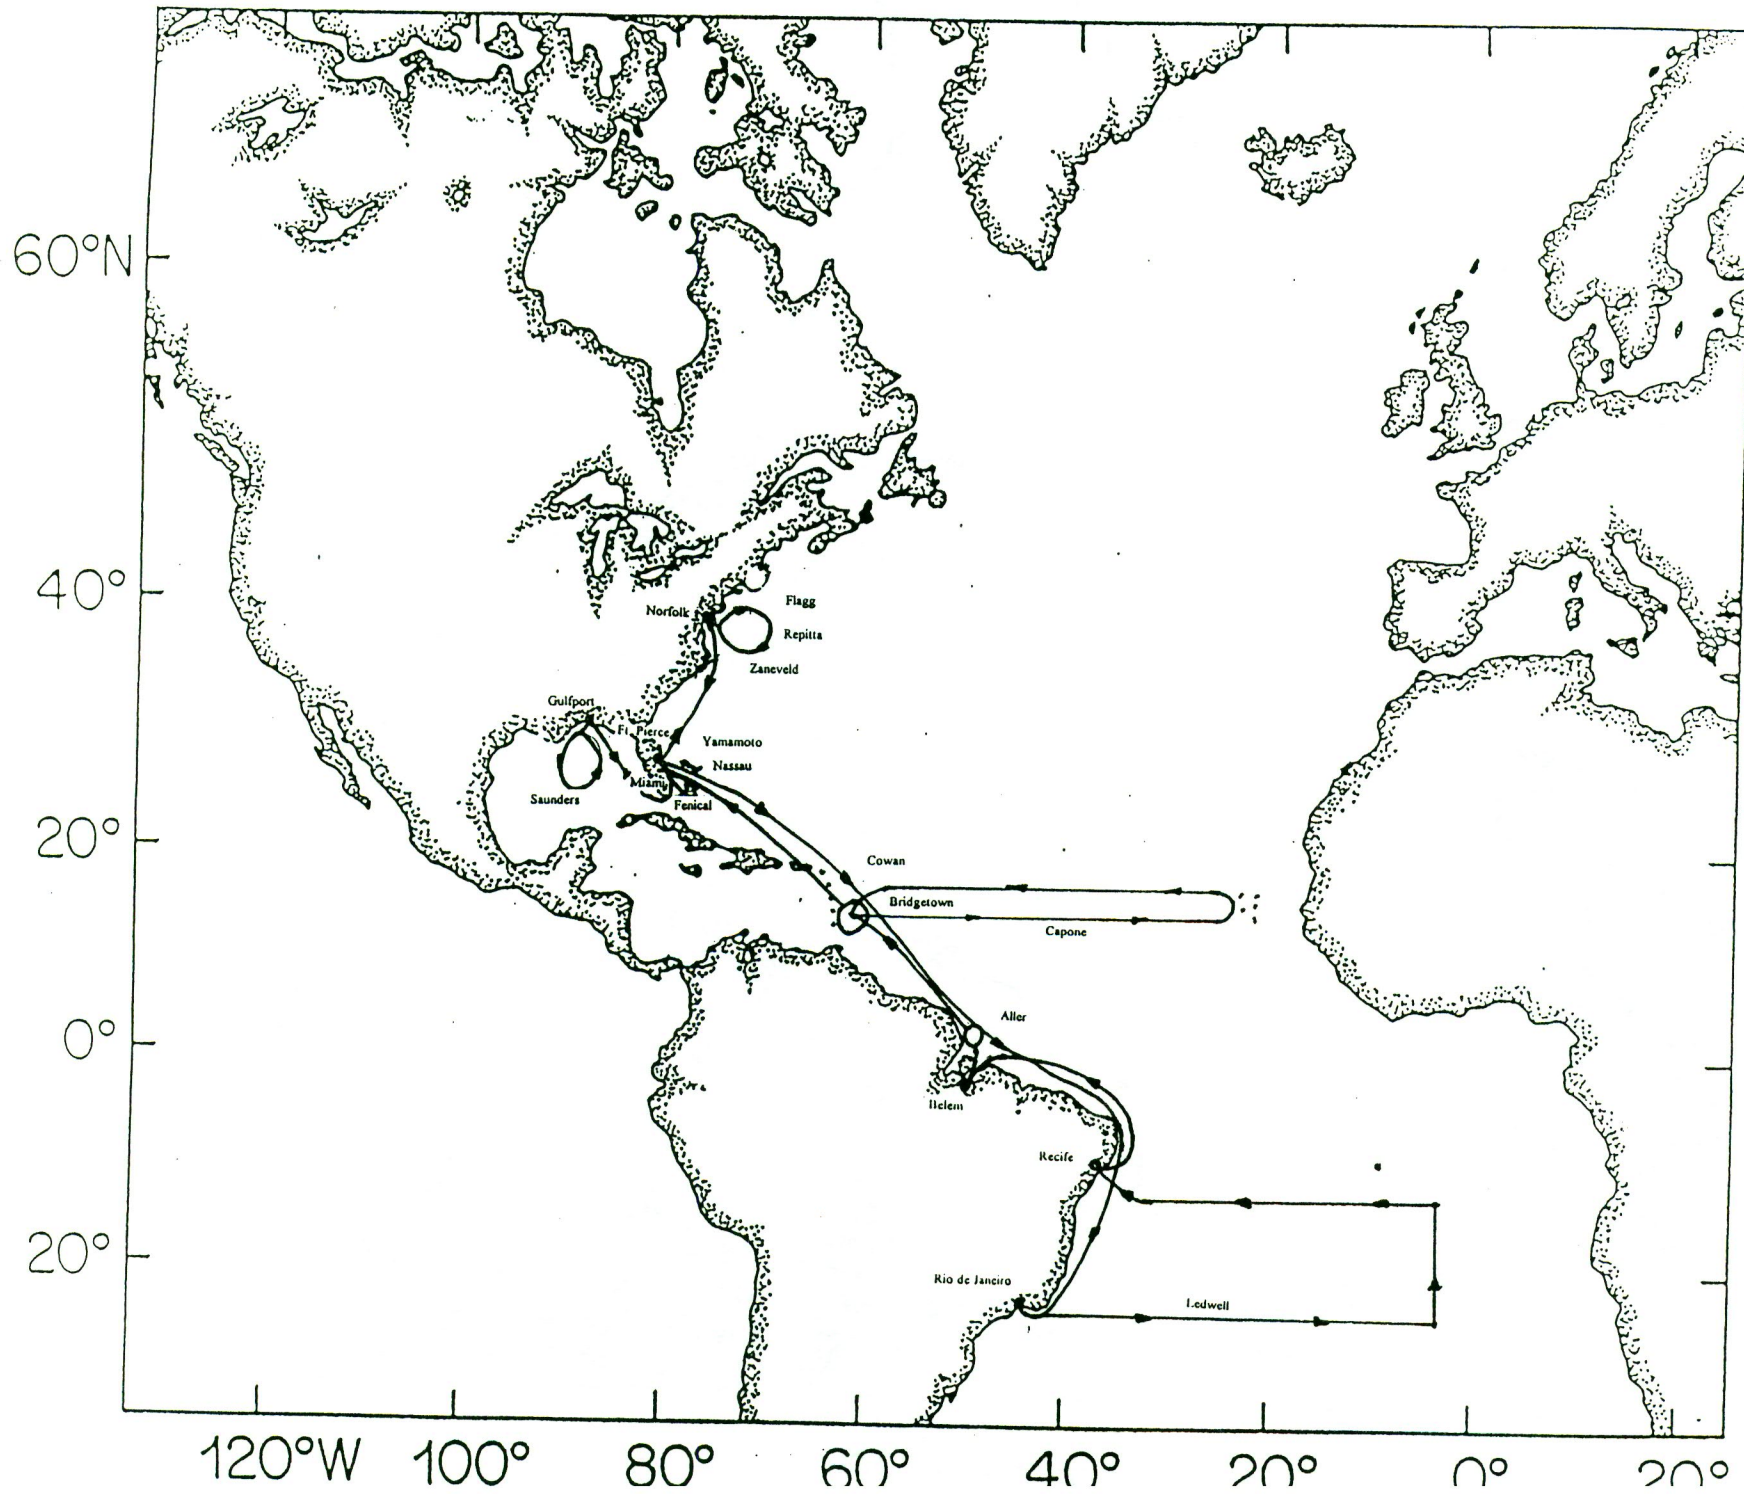 60°N
40°
20°
0°
20°
Norfolk
Flagg
Repitta
Zaneveld
Gulfport
Ft. Pierce
Yamamoto
Nassau
Miami
Saunders
Fenical
Cowan
Bridgetown
Capone
Aller
Belem
Recife
Rio de Janeiro
Ledwell
120°W 100° 80° 60° 40° 20° 0° 20°